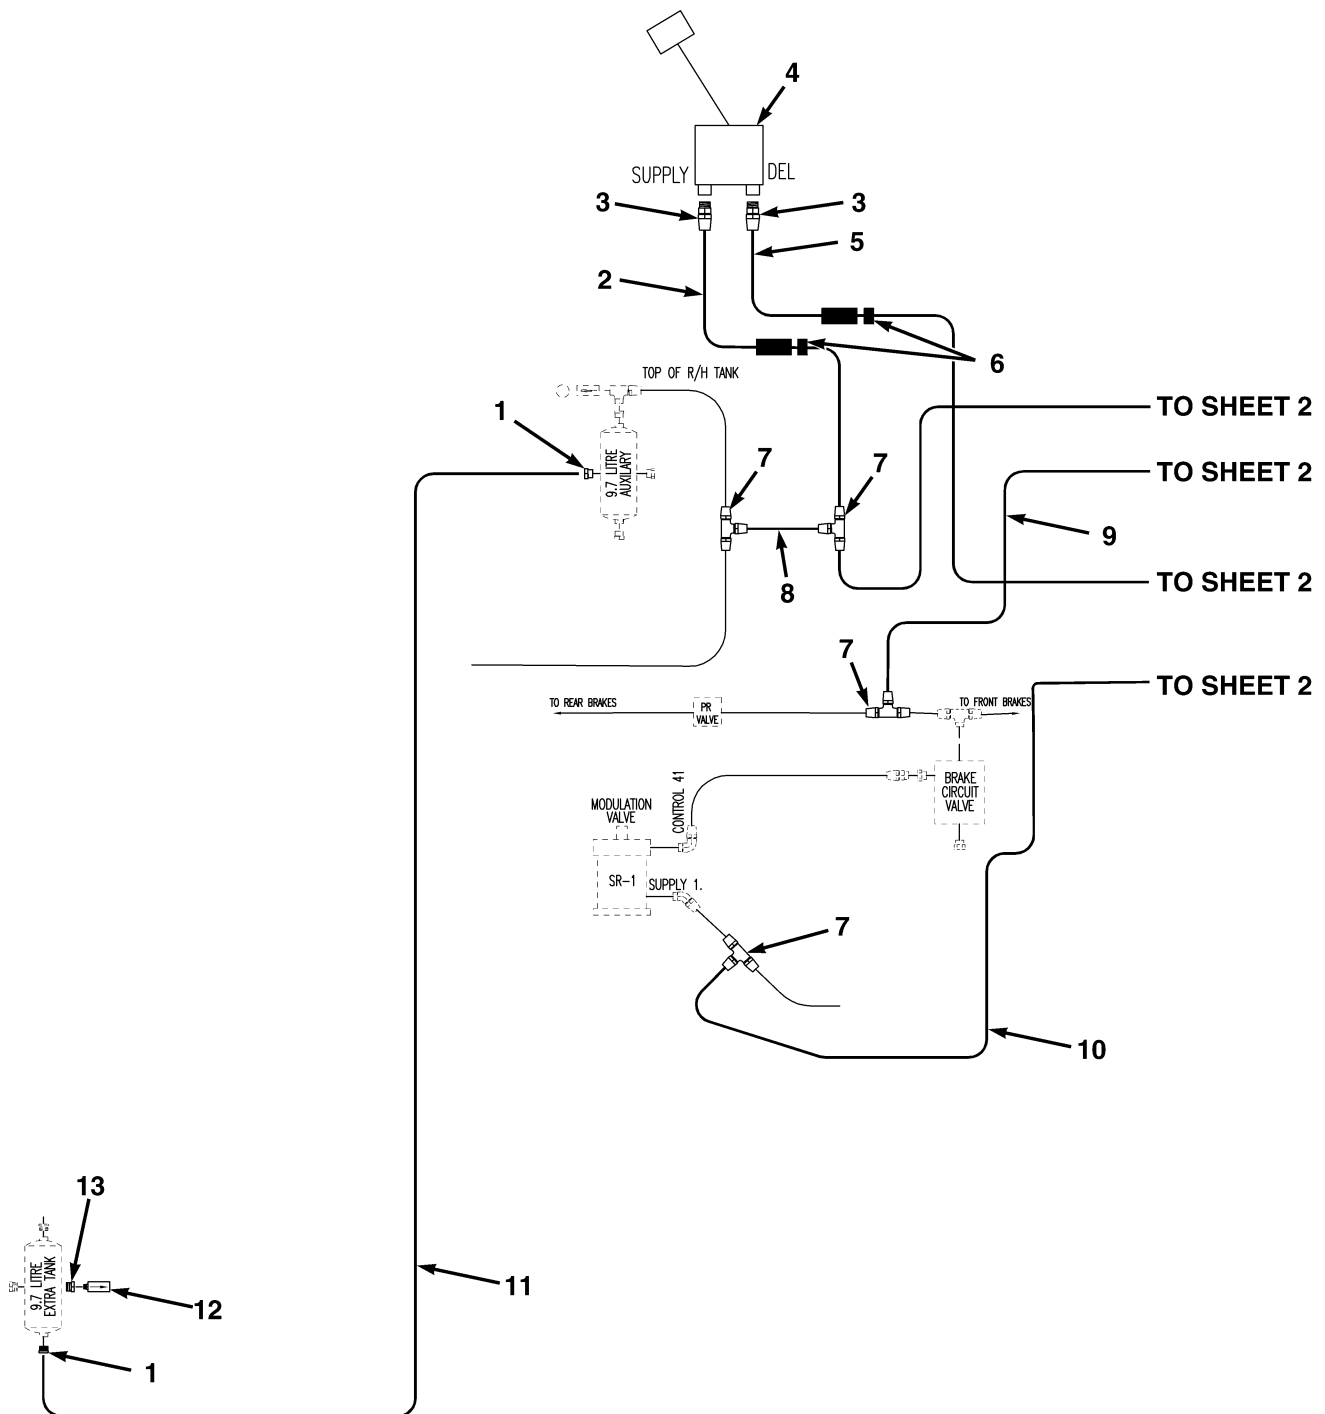 4
SUPPLY
DEL
3
3
5
2
6
TOP OF R/H TANK
TO SHEET 2
1
9.7 LITRE
AUXILARY
7
7
TO SHEET 2
9
8
TO SHEET 2
7
TO SHEET 2
TO REAR BRAKES
PR
VALVE
TO FRONT BRAKES
CONTROL 41
BRAKE
CIRCUIT
VALVE
MODULATION
VALVE
SR-1
SUPPLY 1.
7
10
13
9.7 LITRE
EXTRA TANK
11
12
1